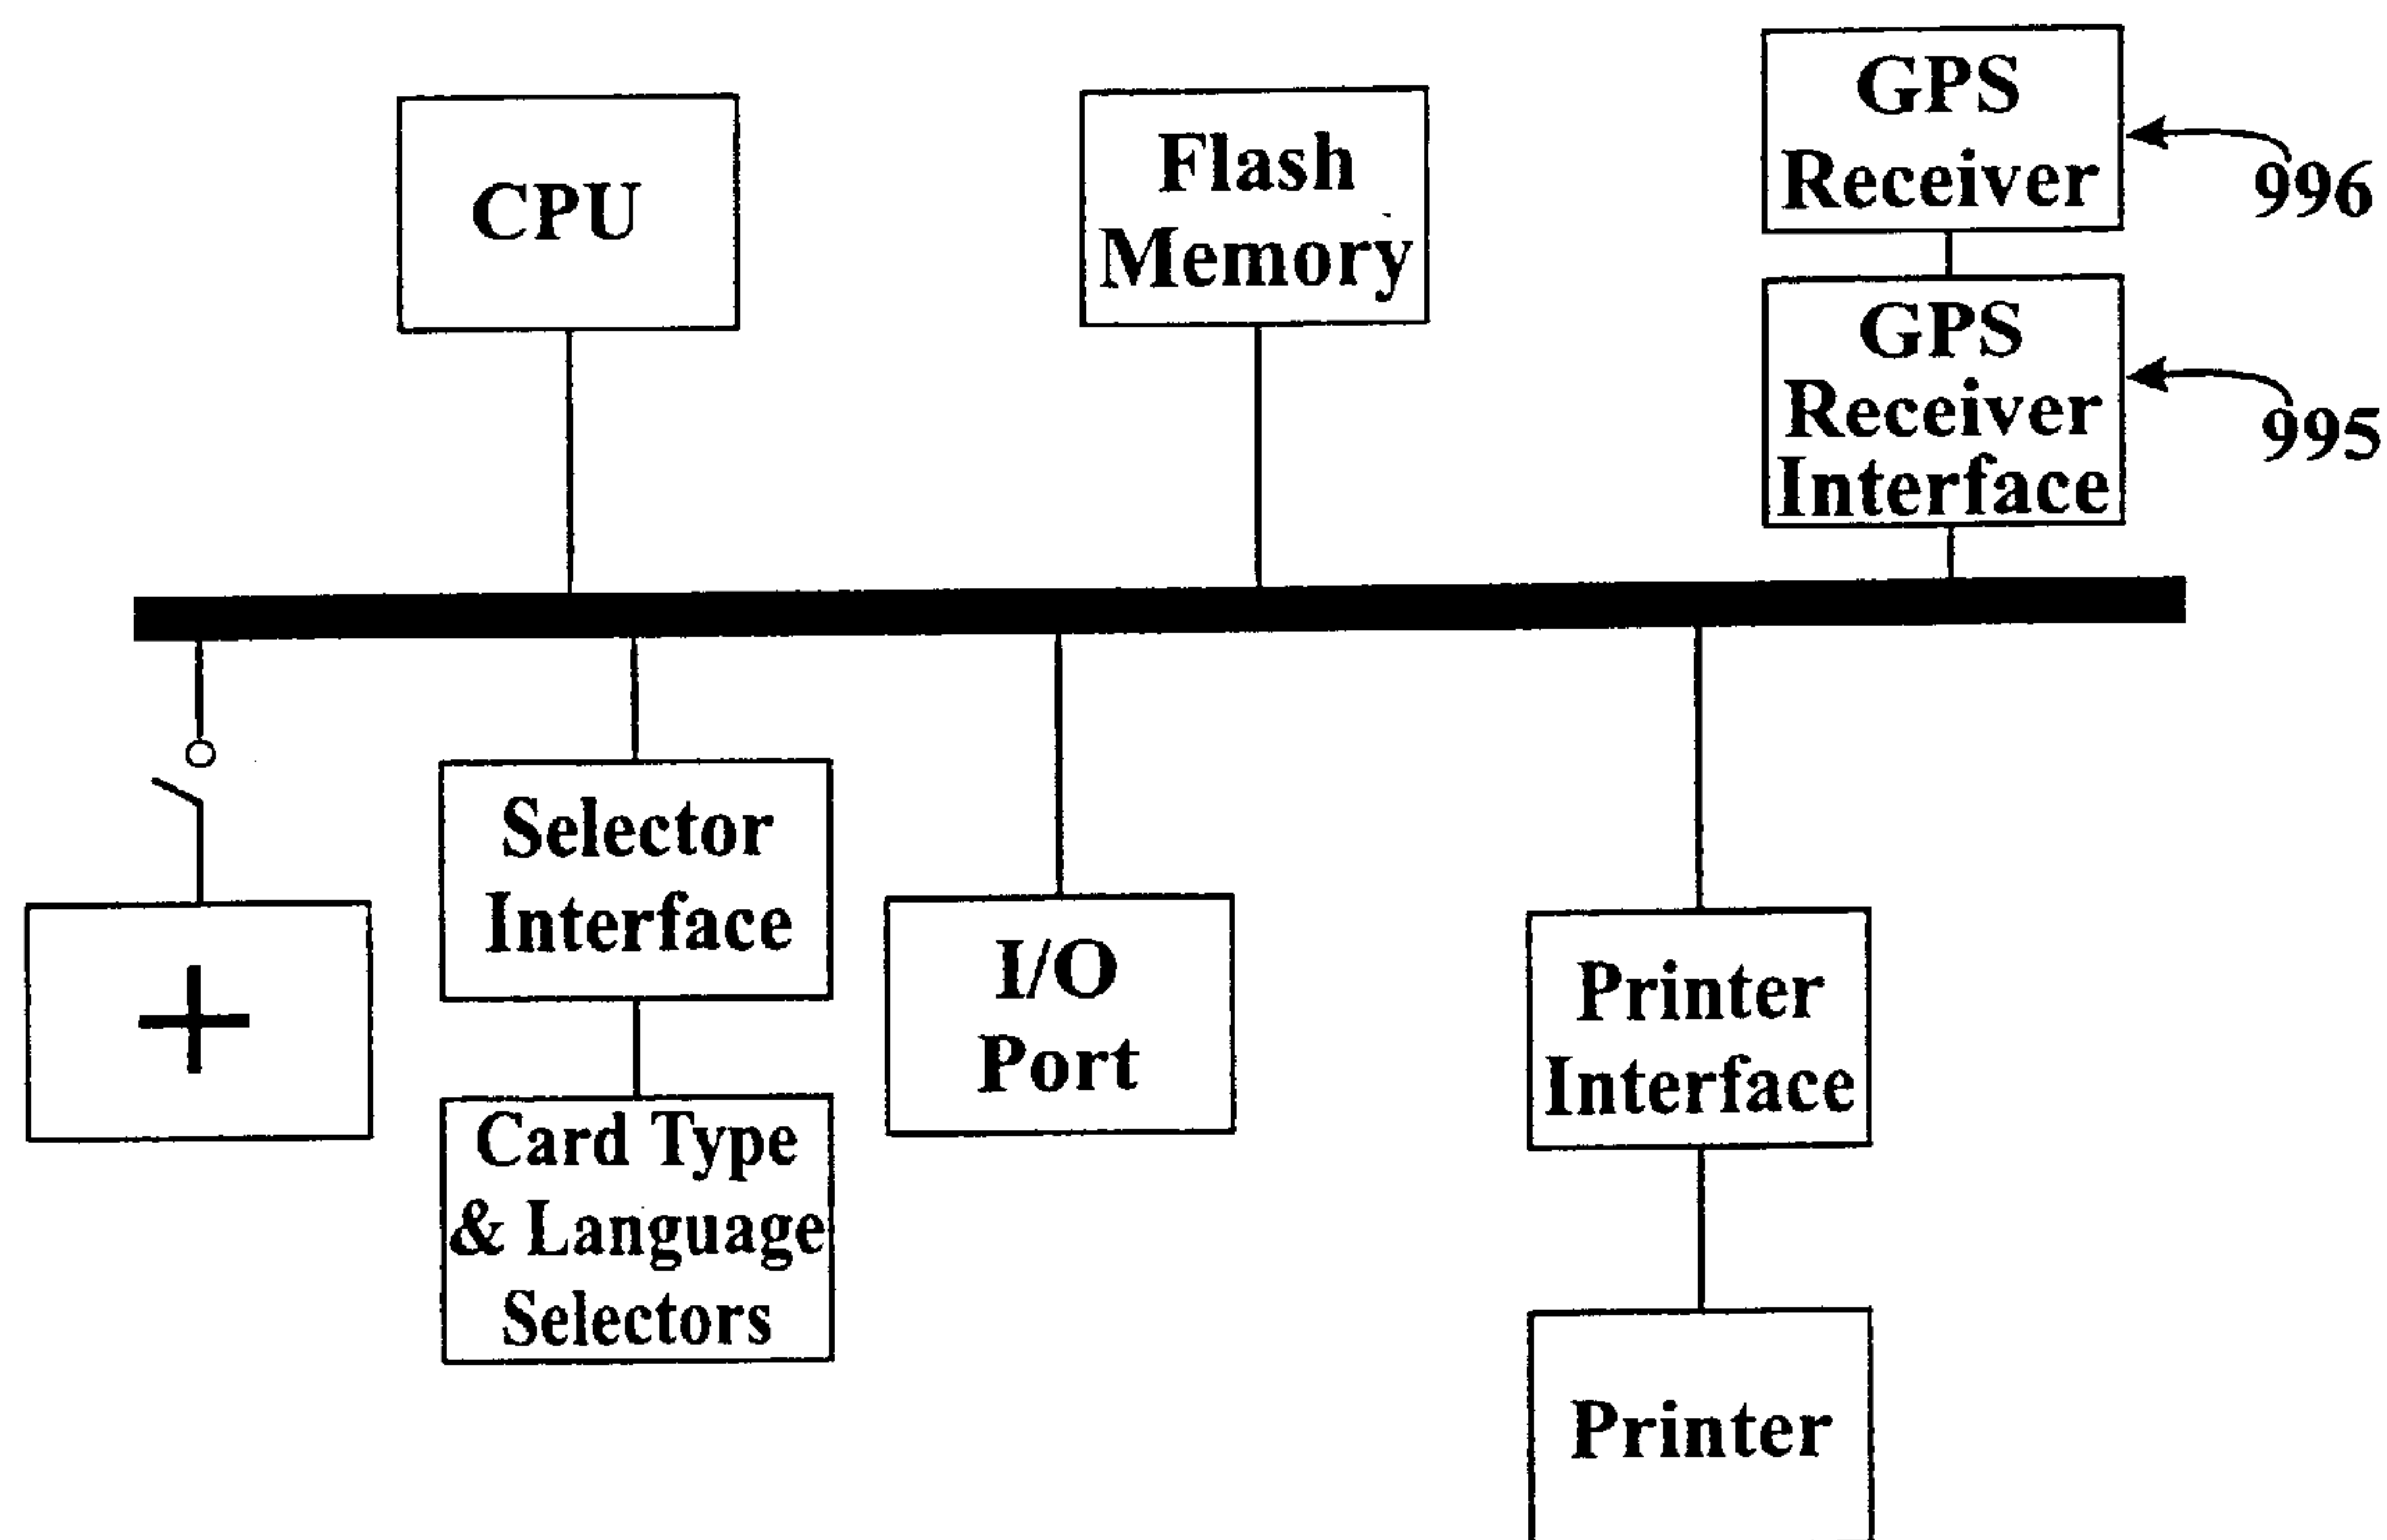 CPU
Flash
Memory
GPS
Receiver
996
GPS
Receiver
Interface
995
+
Selector
Interface
Card Type
& Language
Selectors
I/O
Port
Printer
Interface
Printer